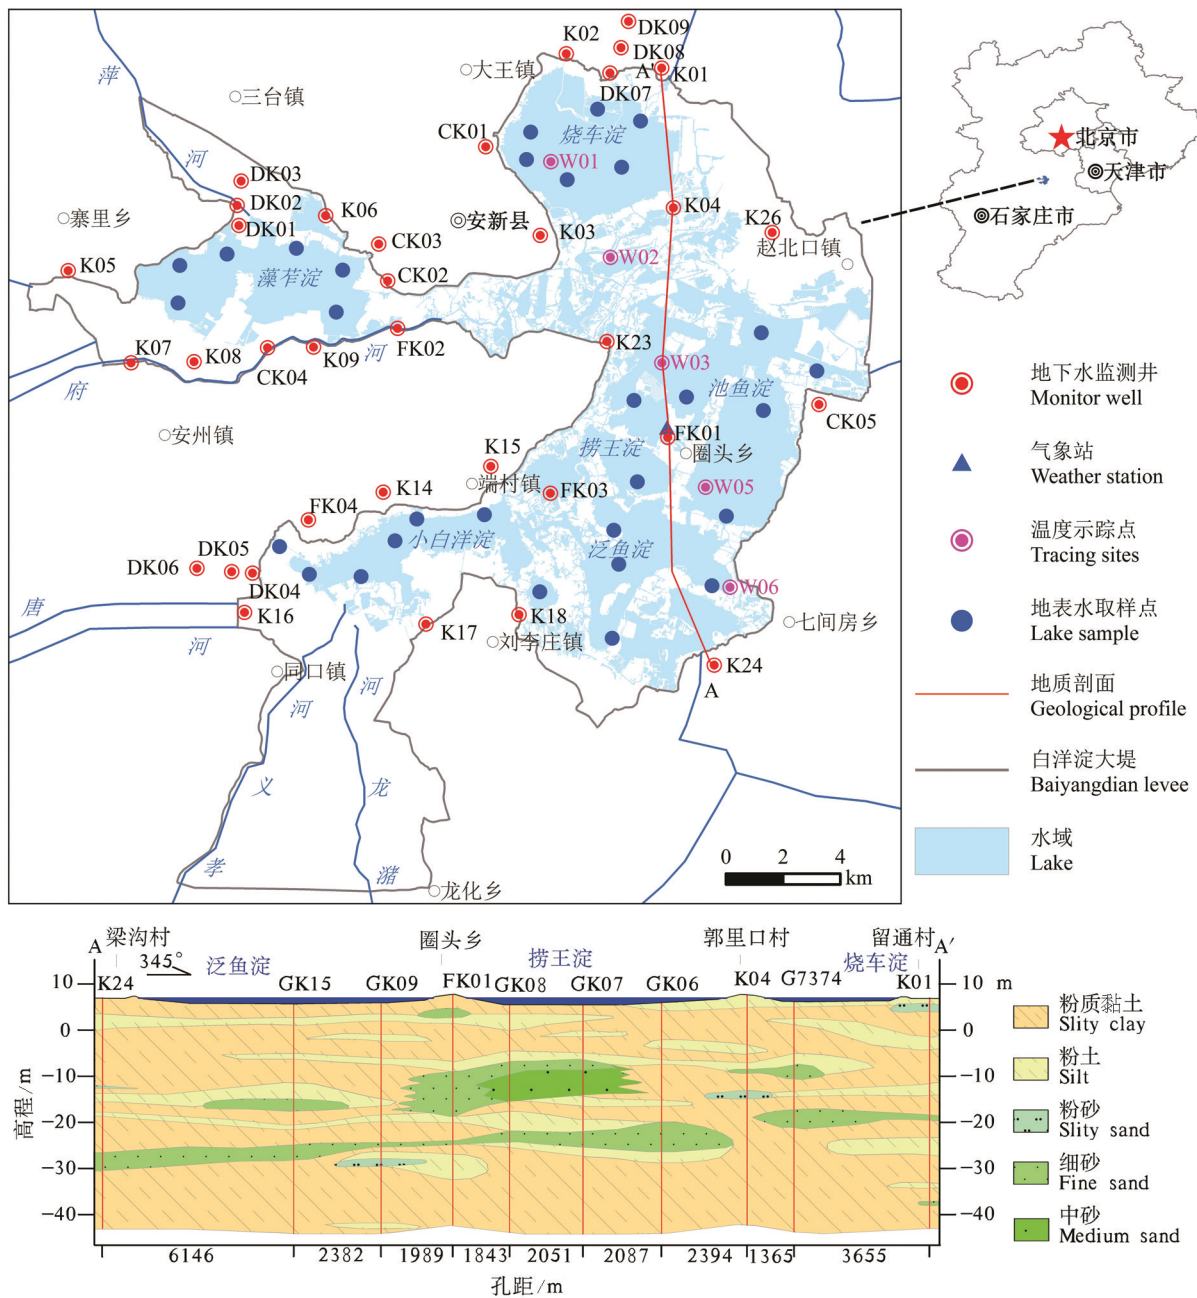 DK09
K02
DK08
大王镇
A'
K01
DK07
萍
三台镇
CK01
烧车淀
W01
河
DK03
DK02
K06
寨里乡
DK01
安新县
K04
K26
CK03
K03
赵北口镇
W02
K05
CK02
藻苲淀
FK02
K23
K07
K08
K09
河
CK04
W03
府
池鱼淀
CK05
安州镇
FK01
捞王淀
圈头乡
K15
端村镇
W05
K14
FK03
FK04
小白洋淀
泛鱼淀
DK05
DK06
DK04
W06
唐
K16
K18
七间房乡
河
K17
刘李庄镇
同口镇
K24
河
河
A
义
龙
孝
潴
龙化乡
0 2 4
km
北京市
天津市
石家庄市
地下水监测井
Monitor well
气象站
Weather station
温度示踪点
Tracing sites
地表水取样点
Lake sample
地质剖面
Geological profile
白洋淀大堤
Baiyangdian levee
水域
Lake
A 梁沟村 圈头乡 郭里口村 留通村 A′
345° 泛鱼淀 捞王淀 烧车淀
10 K24 GK15 GK09 FK01 GK08 GK07 GK06 K04 G7374 K01 10 m
0 0
−10 −10
−20 −20
−30 −30
−40 −40
高程/m
6146 2382 1989 1843 2051 2087 2394 1365 3655
孔距/m
粉质黏土
Slity clay
粉土
Silt
粉砂
Slity sand
细砂
Fine sand
中砂
Medium sand